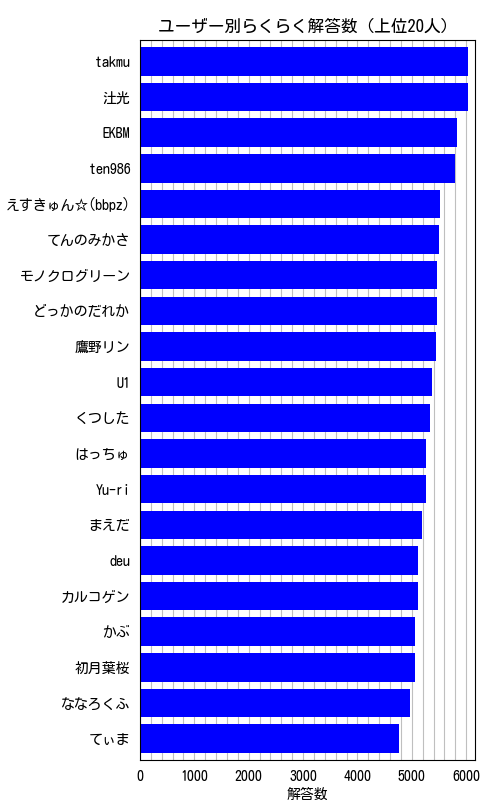 ユーザー別らくらく解答数（上位20人）
takmu
汢光
EKBM
ten986
えすきゅん☆(bbpz)
てんのみかさ
モノクログリーン
どっかのだれか
鷹野リン
U1
くつした
はっちゅ
Yu-ri
まえだ
deu
カルコゲン
かぶ
初月葉桜
ななろくふ
てぃま
0 1000 2000 3000 4000 5000 6000
解答数